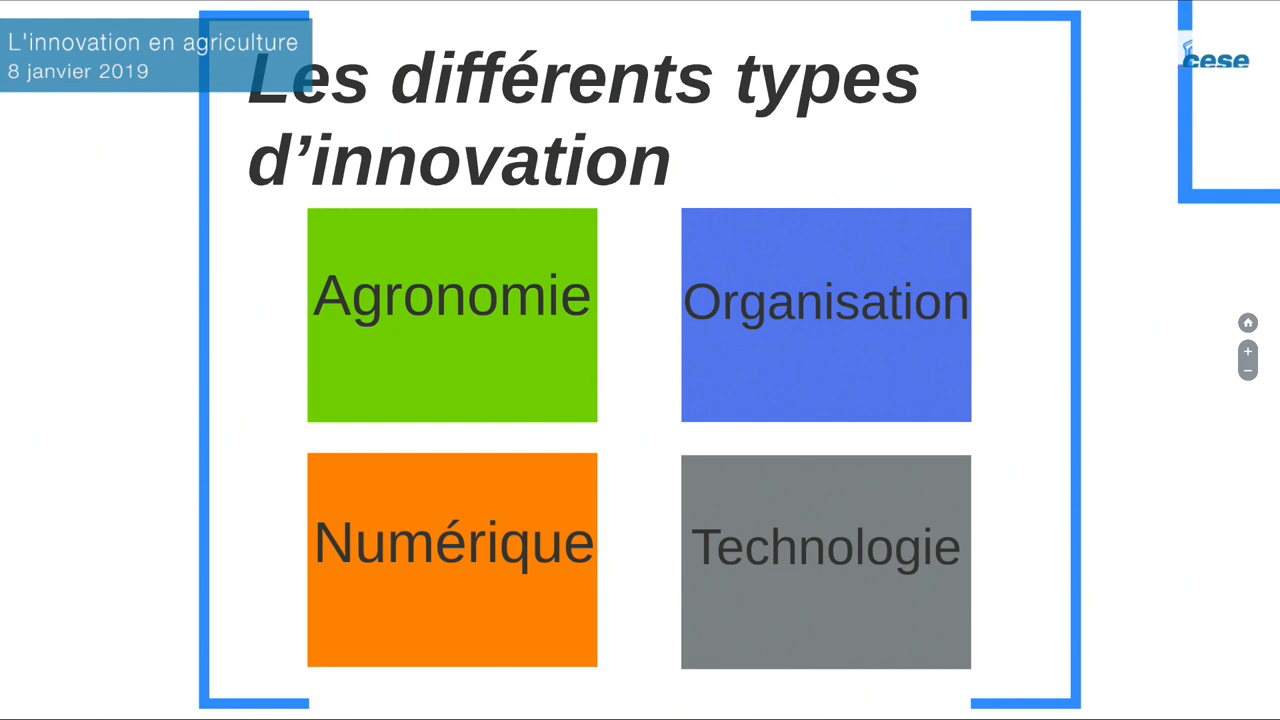 L'innovation en agriculture
8 janvier 2019
cese
Les différents types
d’innovation
Agronomie
Organisation
Numérique
Technologie